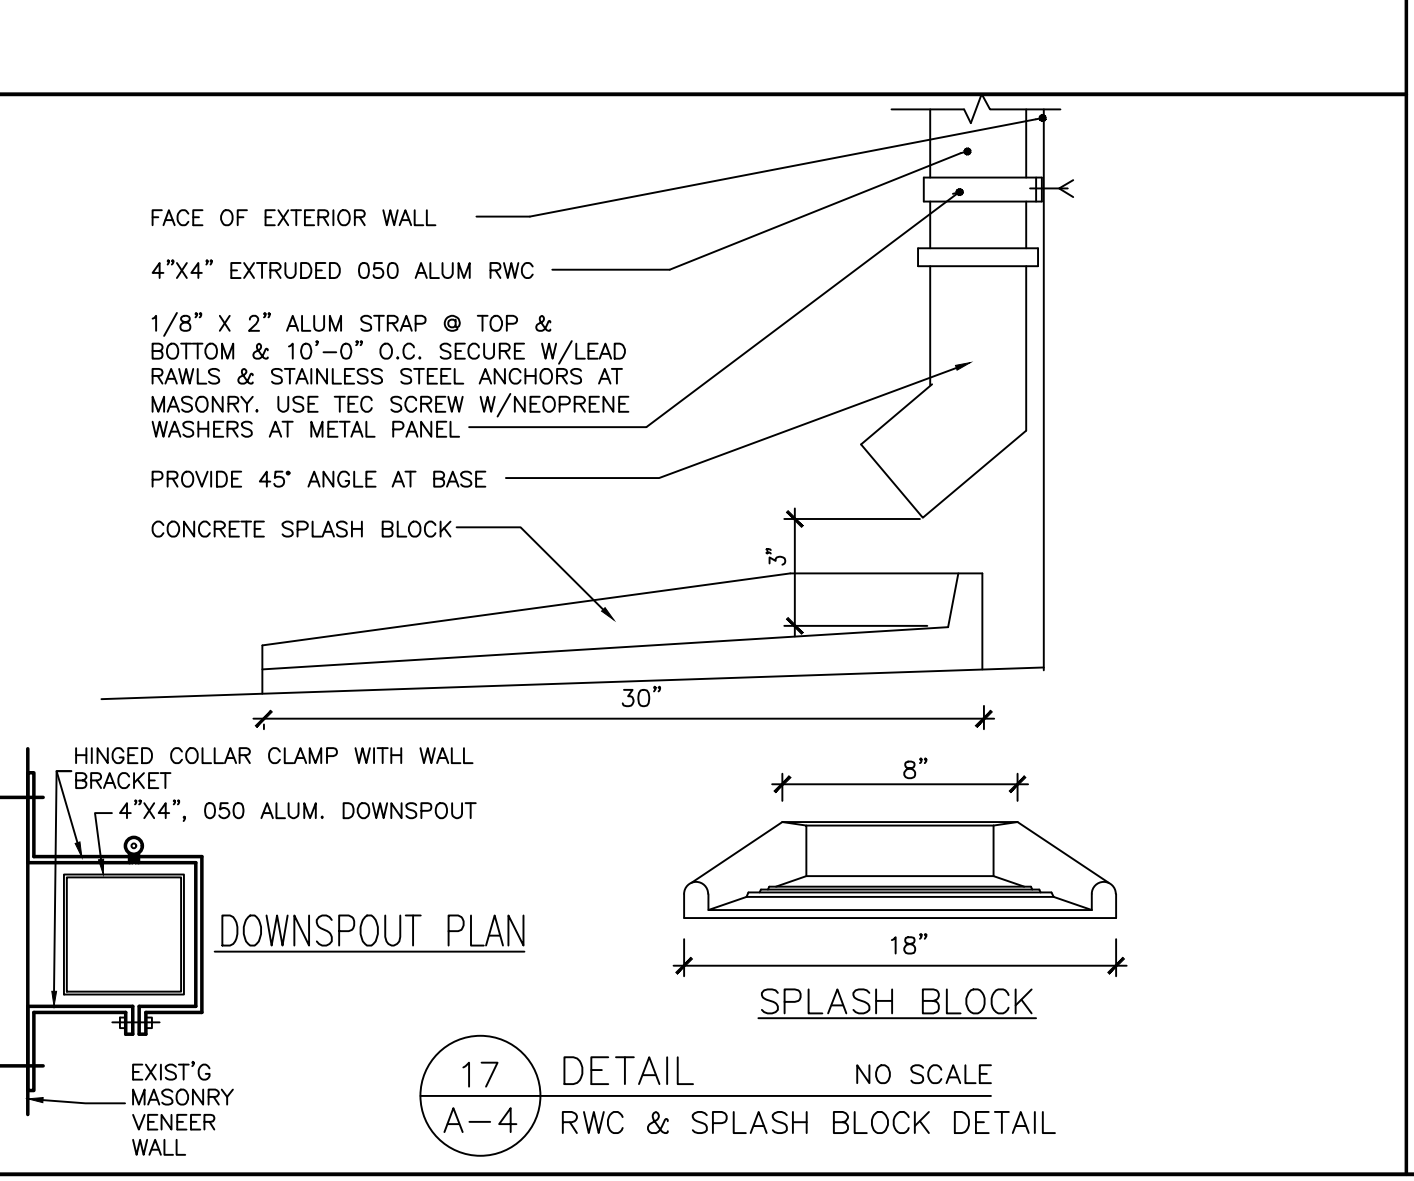 FACE OF EXTERIOR WALL
4"X4" EXTRUDED 050 ALUM RWC
1/8" X 2" ALUM STRAP @ TOP &
BOTTOM & 10'-0" O.C. SECURE W/LEAD
RAWLS & STAINLESS STEEL ANCHORS AT
MASONRY. USE TEC SCREW W/NEOPRENE
WASHERS AT METAL PANEL
PROVIDE 45° ANGLE AT BASE
CONCRETE SPLASH BLOCK
3"
30"
HINGED COLLAR CLAMP WITH WALL
BRACKET
4"X4", 050 ALUM. DOWNSPOUT
DOWNSPOUT PLAN
EXIST'G
MASONRY
VENEER
WALL
8"
18"
SPLASH BLOCK
17
A-4
DETAIL NO SCALE
RWC & SPLASH BLOCK DETAIL